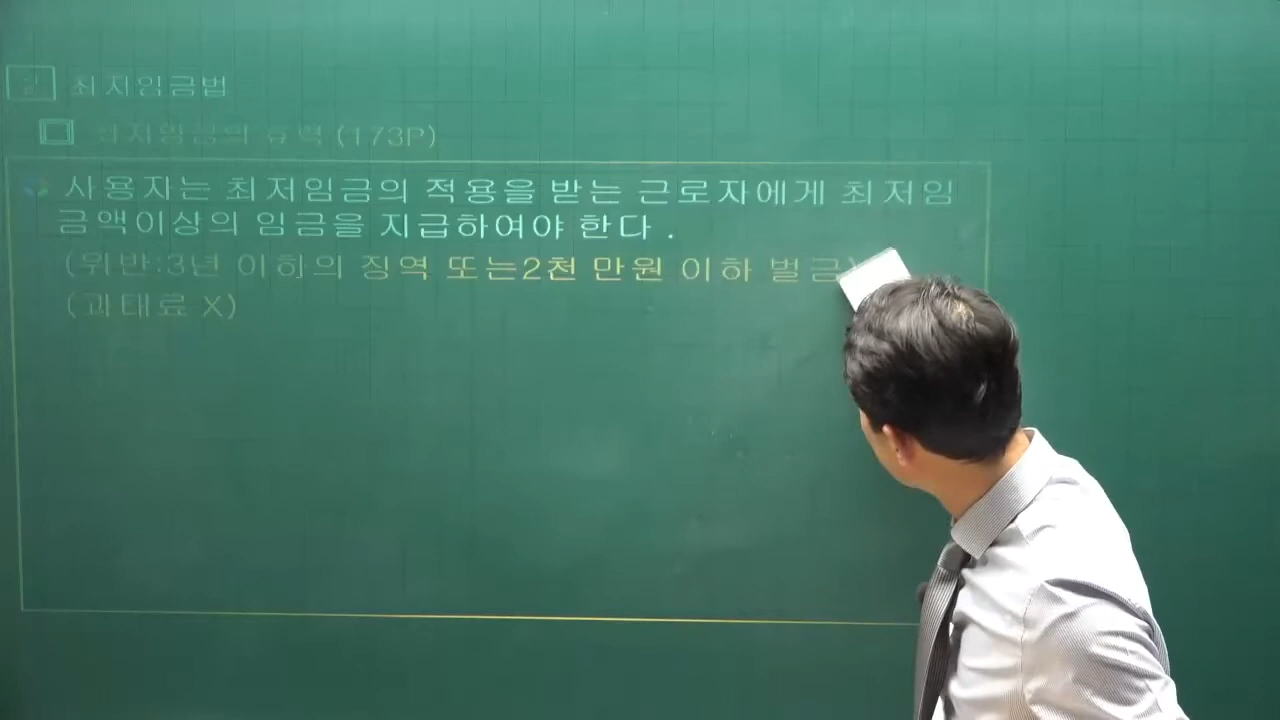 최저임금법
최저임금의 효력 (173P)
사용자는 최저임금의 적용을 받는 근로자에게 최저임
금액이상의 임금을 지급하여야 한다 .
(위반:3년 이하의 징역 또는2천 만원 이하 벌금)
(과태료 X)